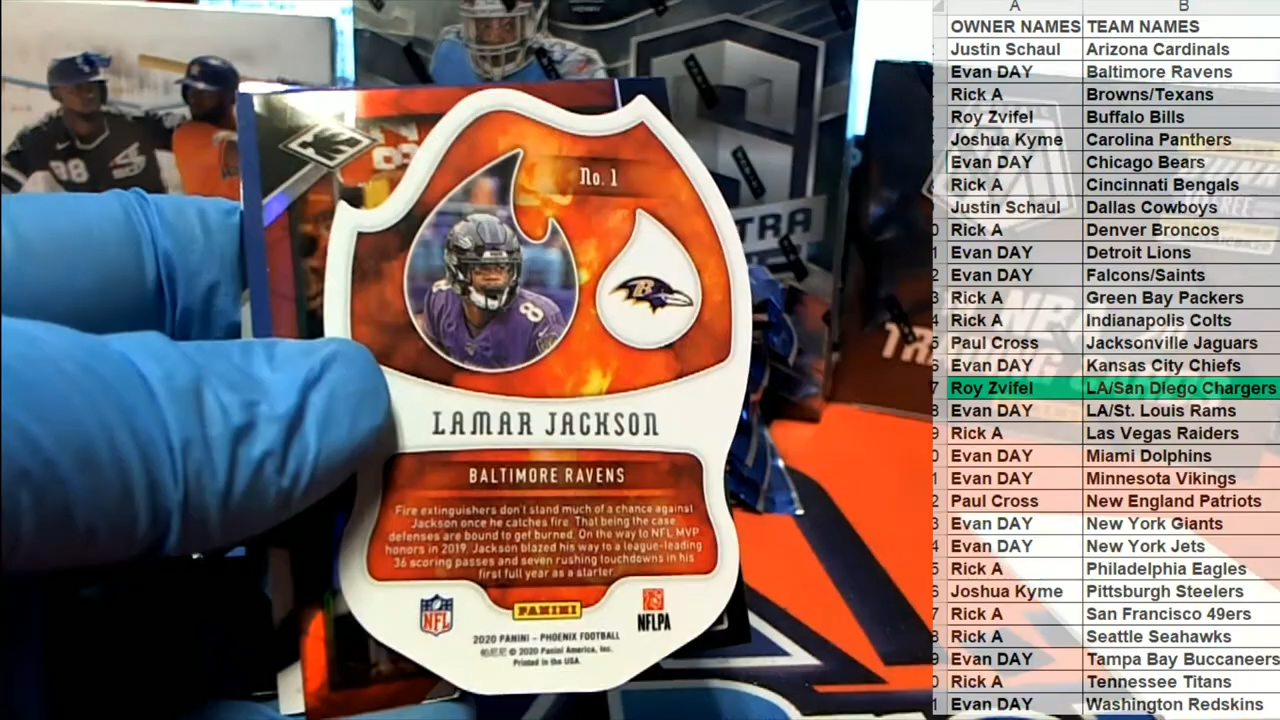 No. 1
8
LAMAR JACKSON
BALTIMORE RAVENS
Fire extinguishers don't stand much of a chance against
Jackson once he catches fire. That being the case,
defenses are bound to get burned. On the way to NFL MVP
honors in 2019, Jackson blazed his way to a league-leading
36 scoring passes and seven rushing touchdowns in his
first full year as a starter.
NFL
PANINI
NFLPA
2020 PANINI - PHOENIX FOOTBALL
© 2020 Panini America, Inc.
Printed in the USA
88
A B
OWNER NAMES TEAM NAMES
Justin Schaul Arizona Cardinals
Evan DAY Baltimore Ravens
Rick A Browns/Texans
Roy Zvifel Buffalo Bills
Joshua Kyme Carolina Panthers
Evan DAY Chicago Bears
Rick A Cincinnati Bengals
Justin Schaul Dallas Cowboys
Rick A Denver Broncos
Evan DAY Detroit Lions
Evan DAY Falcons/Saints
Rick A Green Bay Packers
Rick A Indianapolis Colts
Paul Cross Jacksonville Jaguars
Evan DAY Kansas City Chiefs
Roy Zvifel LA/San Diego Chargers
Evan DAY LA/St. Louis Rams
Rick A Las Vegas Raiders
Evan DAY Miami Dolphins
Evan DAY Minnesota Vikings
Paul Cross New England Patriots
Evan DAY New York Giants
Evan DAY New York Jets
Rick A Philadelphia Eagles
Joshua Kyme Pittsburgh Steelers
Rick A San Francisco 49ers
Rick A Seattle Seahawks
Evan DAY Tampa Bay Buccaneers
Rick A Tennessee Titans
Evan DAY Washington Redskins